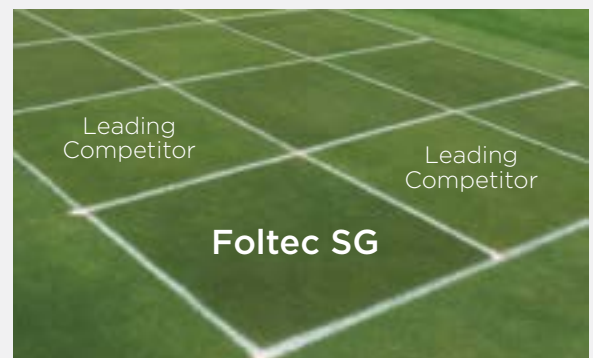 Leading
Competitor
Leading
Competitor
Foltec SG